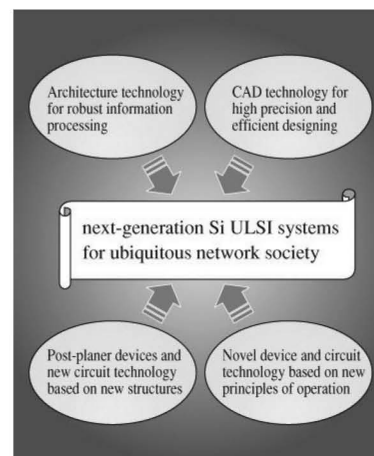 Architecture technology
for robust information
processing
CAD technology for
high precision and
efficient designing
next-generation Si ULSI systems
for ubiquitous network society
Post-planer devices and
new circuit technology
based on new structures
Novel device and circuit
technology based on new
principles of operation